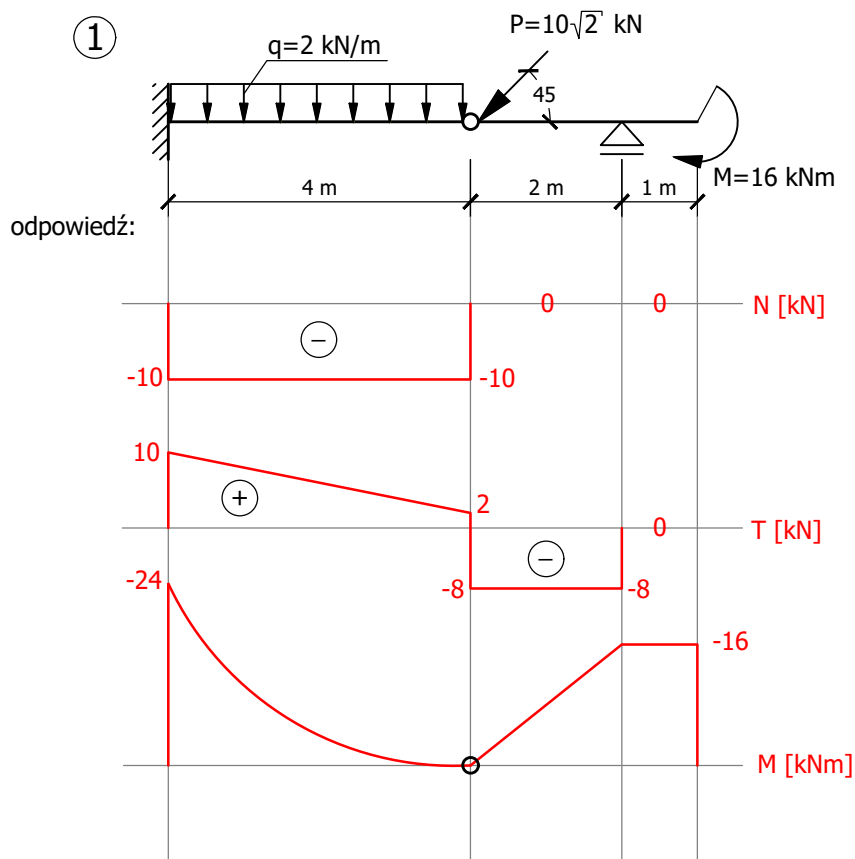 1
P=10√2 kN
q=2 kN/m
45
M=16 kNm
4 m
2 m
1 m
odpowiedź:
0
0
N [kN]
-
-10
-10
10
+
2
0
T [kN]
-
-24
-8
-8
-16
M [kNm]